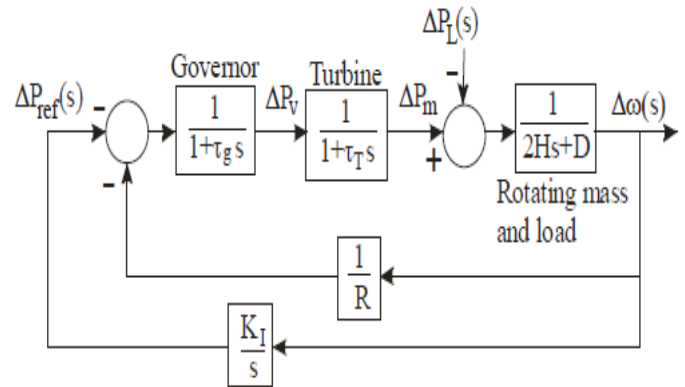 ΔP_L(s)
Governor
Turbine
ΔP_ref(s)
-
1
1+τ_g s
ΔP_v
1
1+τ_T s
ΔP_m
-
+
1
2Hs+D
Δω(s)
-
Rotating mass
and load
1
R
K_I
s